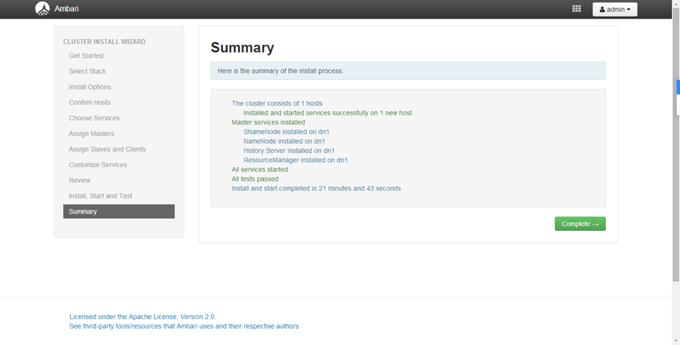 Ambari
admin
CLUSTER INSTALL WIZARD
Get Started
Select Stack
Install Options
Confirm Hosts
Choose Services
Assign Masters
Assign Slaves and Clients
Customize Services
Review
Install, Start and Test
Summary
Summary
Here is the summary of the install process.
The cluster consists of 1 hosts
Installed and started services successfully on 1 new host
Master services installed
SNameNode installed on dn1
NameNode installed on dn1
History Server installed on dn1
ResourceManager installed on dn1
All services started
All tests passed
Install and start completed in 21 minutes and 43 seconds
Complete →
Licensed under the Apache License, Version 2.0.
See third-party tools/resources that Ambari uses and their respective authors